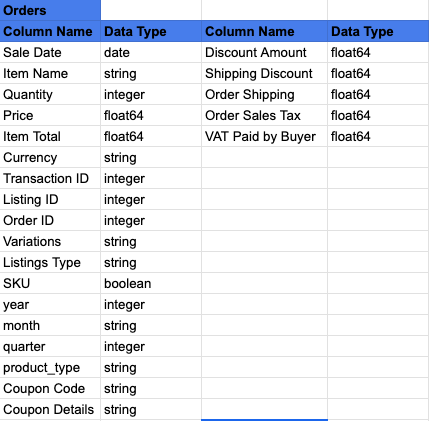 Orders
Column Name Data Type Column Name Data Type
Sale Date date Discount Amount float64
Item Name string Shipping Discount float64
Quantity integer Order Shipping float64
Price float64 Order Sales Tax float64
Item Total float64 VAT Paid by Buyer float64
Currency string
Transaction ID integer
Listing ID integer
Order ID integer
Variations string
Listings Type string
SKU boolean
year integer
month string
quarter integer
product_type string
Coupon Code string
Coupon Details string